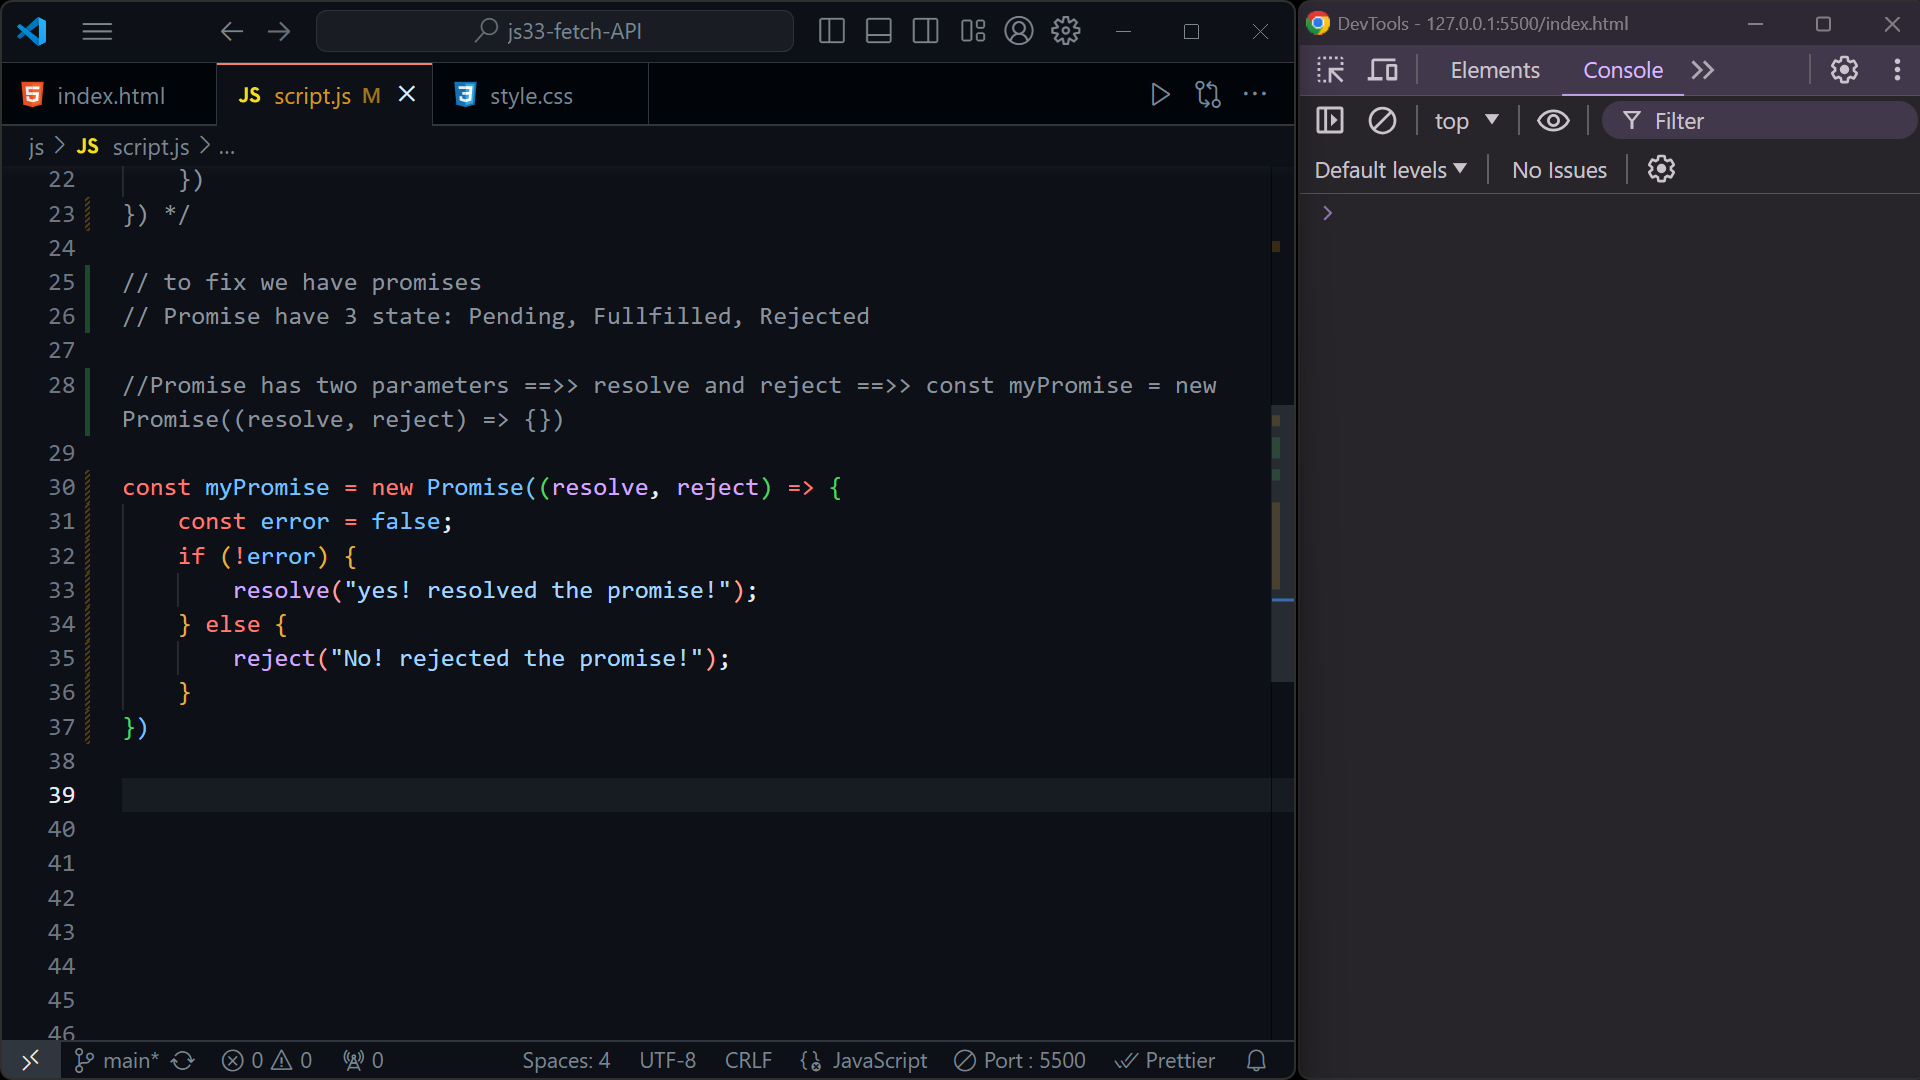 js33-fetch-API
index.html
JS script.js M
style.css
js > JS script.js > ...
22 })
23 }) */
24
25 // to fix we have promises
26 // Promise have 3 state: Pending, Fullfilled, Rejected
27
28 //Promise has two parameters ==>> resolve and reject ==>> const myPromise = new
Promise((resolve, reject) => {})
29
30 const myPromise = new Promise((resolve, reject) => {
31 const error = false;
32 if (!error) {
33 resolve("yes! resolved the promise!");
34 } else {
35 reject("No! rejected the promise!");
36 }
37 })
38
39
40
41
42
43
44
45
46
main* 0 0 0 Spaces: 4 UTF-8 CRLF JavaScript Port : 5500 Prettier
DevTools - 127.0.0.1:5500/index.html
Elements Console
top Filter
Default levels No Issues